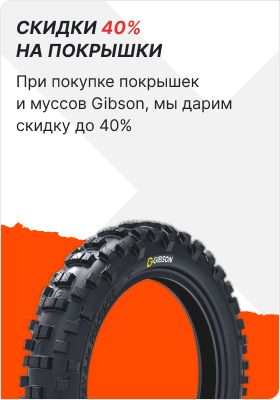 СКИДКИ 40%
НА ПОКРЫШКИ
При покупке покрышек
и муссов Gibson, мы дарим
скидку до 40%
GIBSON